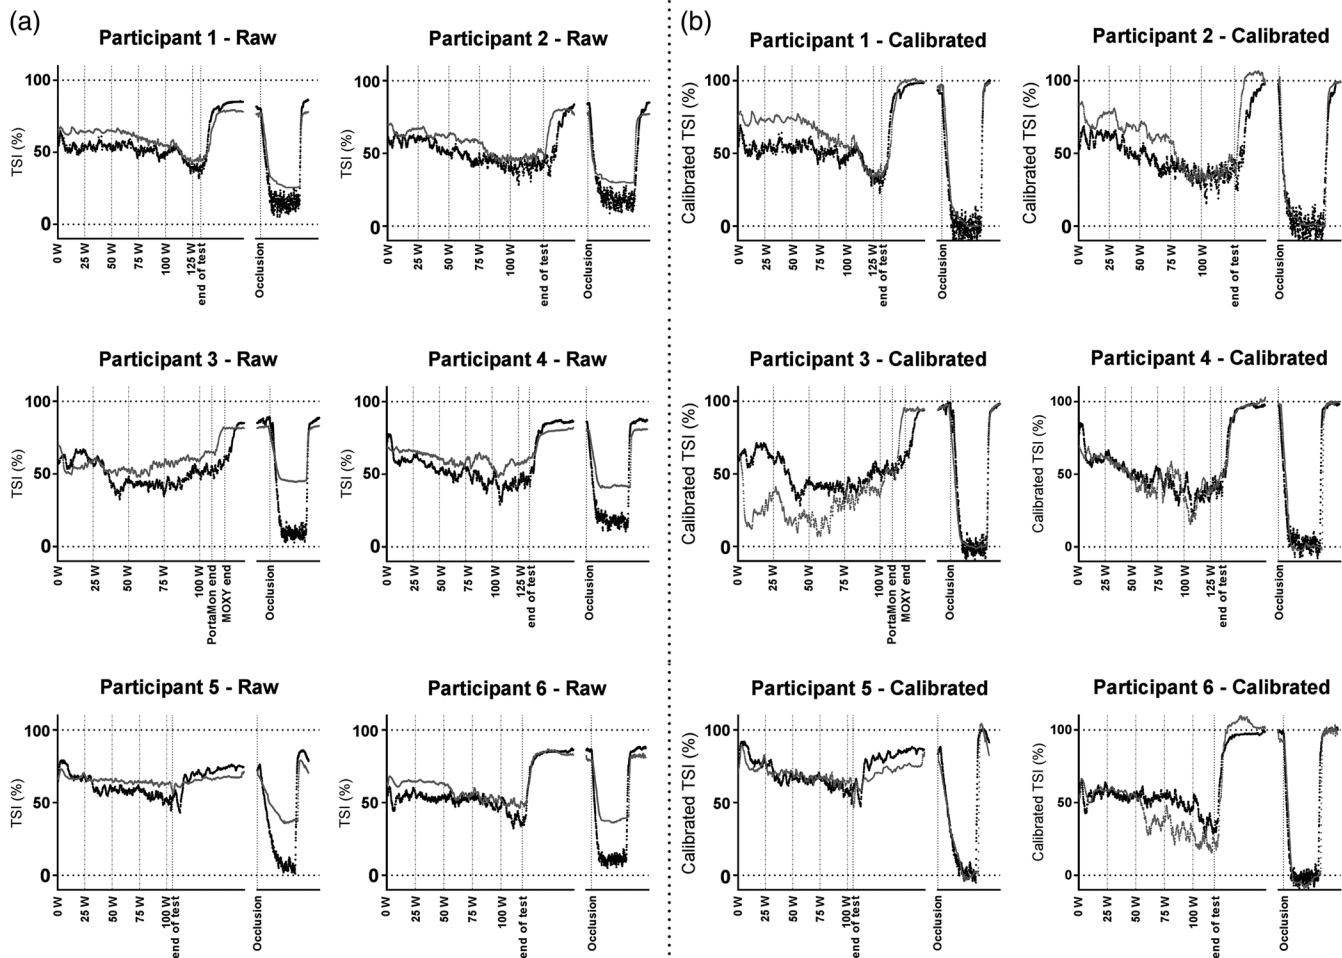 (a)
Participant 1 - Raw
TSI (%)
100
50
0
0 W
25 W
50 W
75 W
100 W
125 W
end of test
Occlusion
Participant 2 - Raw
TSI (%)
100
50
0
0 W
25 W
50 W
75 W
100 W
end of test
Occlusion
(b)
Participant 1 - Calibrated
Calibrated TSI (%)
100
50
0
0 W
25 W
50 W
75 W
100 W
125 W
end of test
Occlusion
Participant 2 - Calibrated
Calibrated TSI (%)
100
50
0
0 W
25 W
50 W
75 W
100 W
end of test
Occlusion
Participant 3 - Raw
TSI (%)
100
50
0
0 W
25 W
50 W
75 W
100 W
PortaMon end
MOXY end
Occlusion
Participant 4 - Raw
TSI (%)
100
50
0
0 W
25 W
50 W
75 W
100 W
125 W
end of test
Occlusion
Participant 3 - Calibrated
Calibrated TSI (%)
100
50
0
0 W
25 W
50 W
75 W
100 W
PortaMon end
MOXY end
Occlusion
Participant 4 - Calibrated
Calibrated TSI (%)
100
50
0
0 W
25 W
50 W
75 W
100 W
125 W
end of test
Occlusion
Participant 5 - Raw
TSI (%)
100
50
0
0 W
25 W
50 W
75 W
100 W
end of test
Occlusion
Participant 6 - Raw
TSI (%)
100
50
0
0 W
25 W
50 W
75 W
100 W
end of test
Occlusion
Participant 5 - Calibrated
Calibrated TSI (%)
100
50
0
0 W
25 W
50 W
75 W
100 W
end of test
Occlusion
Participant 6 - Calibrated
Calibrated TSI (%)
100
50
0
0 W
25 W
50 W
75 W
100 W
end of test
Occlusion